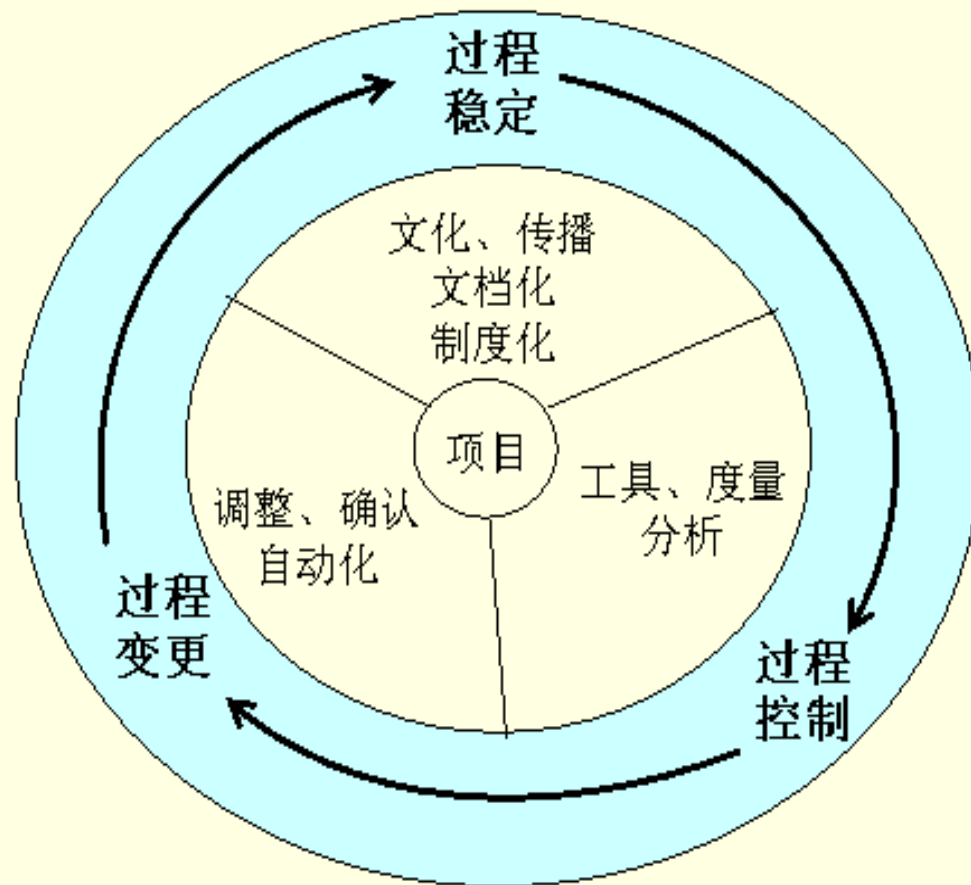 过程
稳定
文化、传播
文档化
制度化
项目
工具、度量
分析
调整、确认
自动化
过程
变更
过程
控制